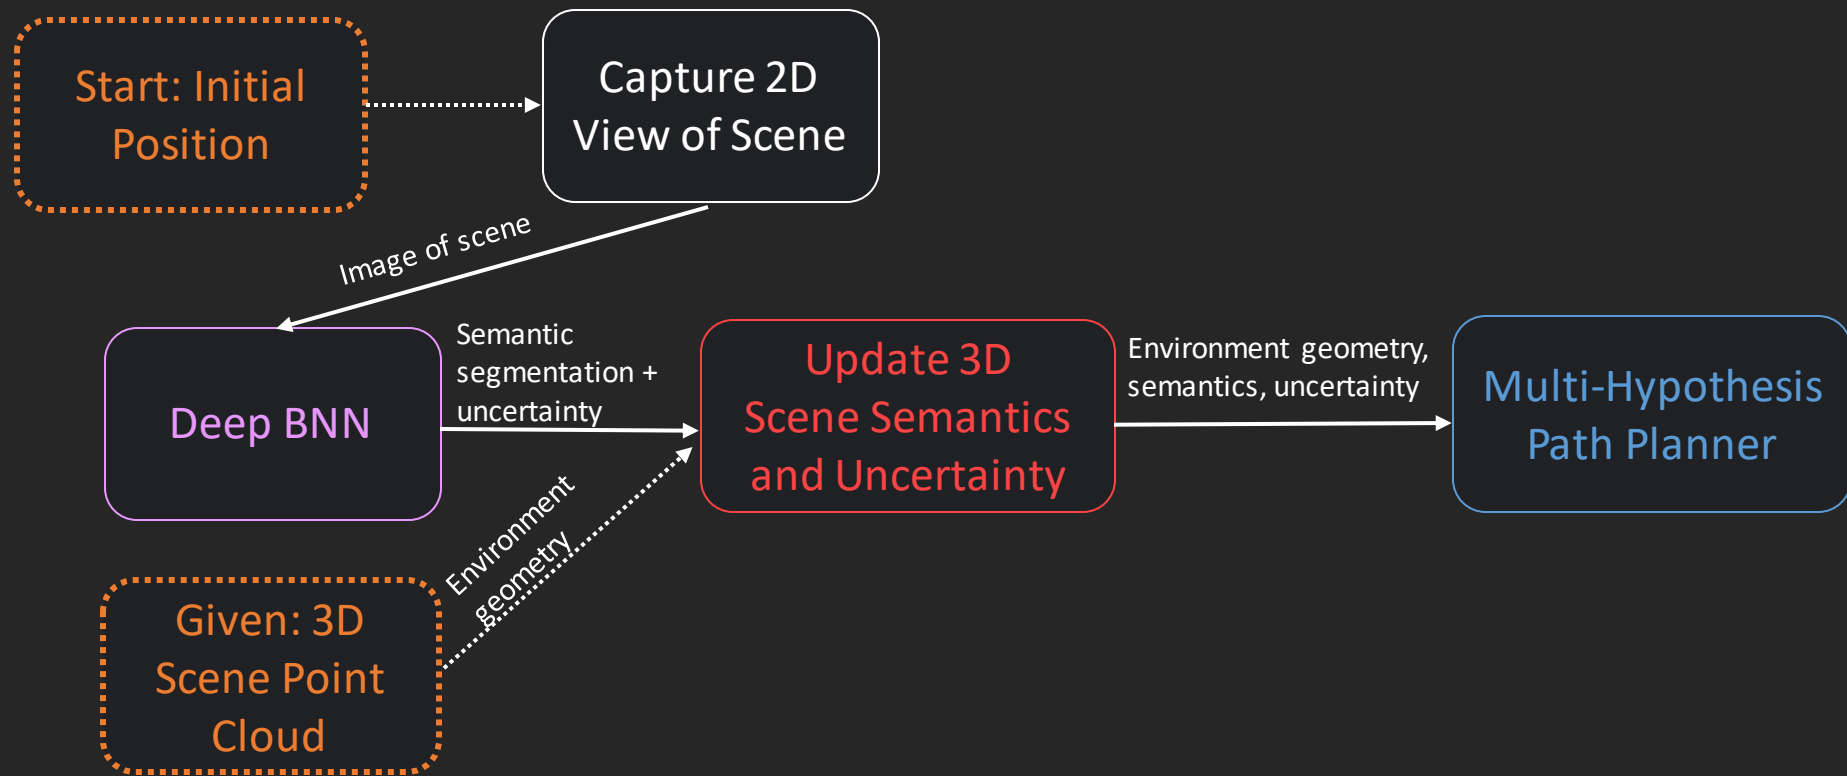 Start: Initial
Position
Capture 2D
View of Scene
Image of scene
Deep BNN
Semantic
segmentation +
uncertainty
Update 3D
Scene Semantics
and Uncertainty
Environment geometry,
semantics, uncertainty
Multi-Hypothesis
Path Planner
Environment
geometry
Given: 3D
Scene Point
Cloud